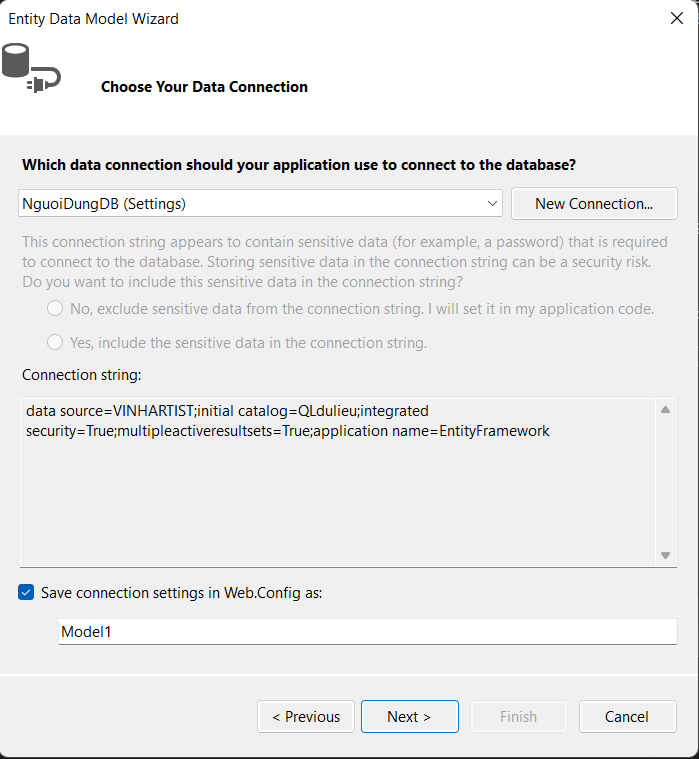 Entity Data Model Wizard
Choose Your Data Connection
Which data connection should your application use to connect to the database?
NguoiDungDB (Settings)
New Connection...
This connection string appears to contain sensitive data (for example, a password) that is required
to connect to the database. Storing sensitive data in the connection string can be a security risk.
Do you want to include this sensitive data in the connection string?
No, exclude sensitive data from the connection string. I will set it in my application code.
Yes, include the sensitive data in the connection string.
Connection string:
data source=VINHARTIST;initial catalog=QLdulieu;integrated
security=True;multipleactiveresultsets=True;application name=EntityFramework
Save connection settings in Web.Config as:
Model1
< Previous
Next >
Finish
Cancel